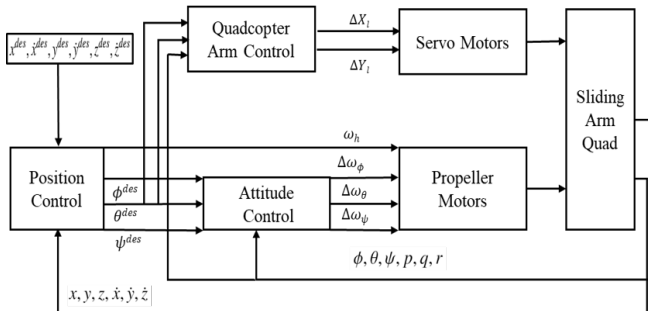 x^des, ẋ^des, y^des, ẏ^des, z^des, ż^des
Quadcopter
Arm Control
ΔX_l
ΔY_l
Servo Motors
Sliding
Arm
Quad
Position
Control
ω_h
ϕ^des
θ^des
ψ^des
Attitude
Control
Δω_ϕ
Δω_θ
Δω_ψ
Propeller
Motors
ϕ, θ, ψ, p, q, r
x, y, z, ẋ, ẏ, ż